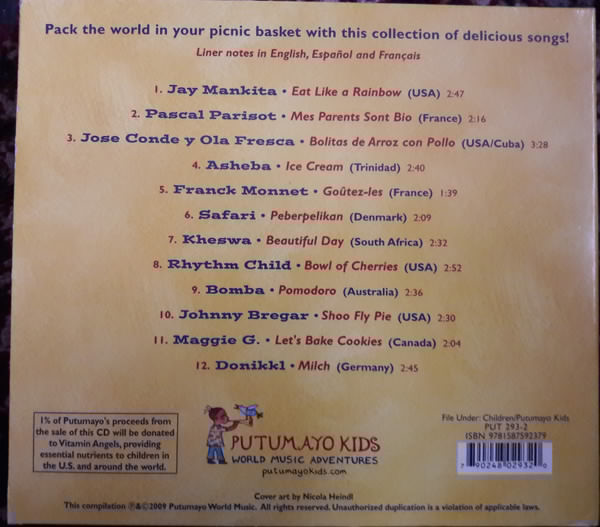 Pack the world in your picnic basket with this collection of delicious songs!
Liner notes in English, Español and Français
1. Jay Mankita • Eat Like a Rainbow (USA) 2:47
2. Pascal Parisot • Mes Parents Sont Bio (France) 2:16
3. Jose Conde y Ola Fresca • Bolitas de Arroz con Pollo (USA/Cuba) 3:28
4. Asheba • Ice Cream (Trinidad) 2:40
5. Franck Monnet • Goûtez-les (France) 1:39
6. Safari • Peberpelikan (Denmark) 2:09
7. Kheswa • Beautiful Day (South Africa) 2:32
8. Rhythm Child • Bowl of Cherries (USA) 2:52
9. Bomba • Pomodoro (Australia) 2:36
10. Johnny Bregar • Shoo Fly Pie (USA) 2:30
11. Maggie G. • Let's Bake Cookies (Canada) 2:04
12. Donikkl • Milch (Germany) 2:45
1% of Putumayo's proceeds from
the sale of this CD will be donated
to Vitamin Angels, providing
essential nutrients to children in
the U.S. and around the world.
PUTUMAYO KIDS
WORLD MUSIC ADVENTURES
putumayokids.com
File Under: Children/Putumayo Kids
PUT 293-2
ISBN 9781587592379
7 90248 02932 0
Cover art by Nicola Heindl
This compilation ℗&©2009 Putumayo World Music. All rights reserved. Unauthorized duplication is a violation of applicable laws.